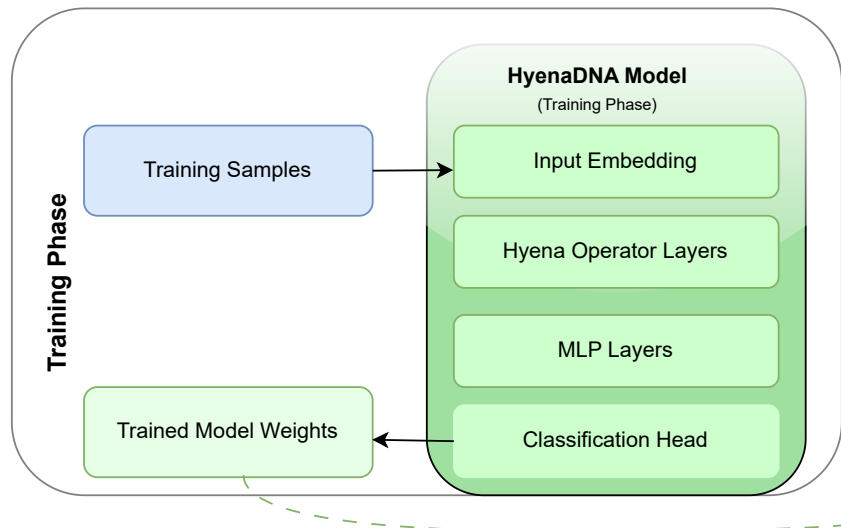 Training Phase
HyenaDNA Model
(Training Phase)
Training Samples
Input Embedding
Hyena Operator Layers
MLP Layers
Trained Model Weights
Classification Head